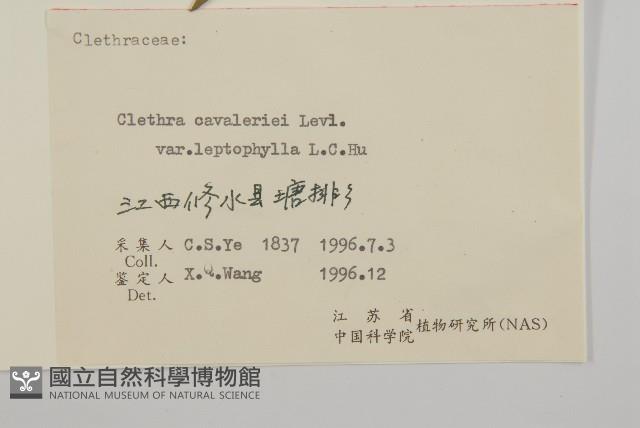 Clethraceae:
Clethra cavaleriei Levl.
var.leptophylla L.C.Hu
江西修水县塘排
采集人 C.S.Ye 1837 1996.7.3
Coll.
鉴定人 X.Q.Wang 1996.12
Det.
江苏省
中国科学院 植物研究所(NAS)
國立自然科學博物館
NATIONAL MUSEUM OF NATURAL SCIENCE